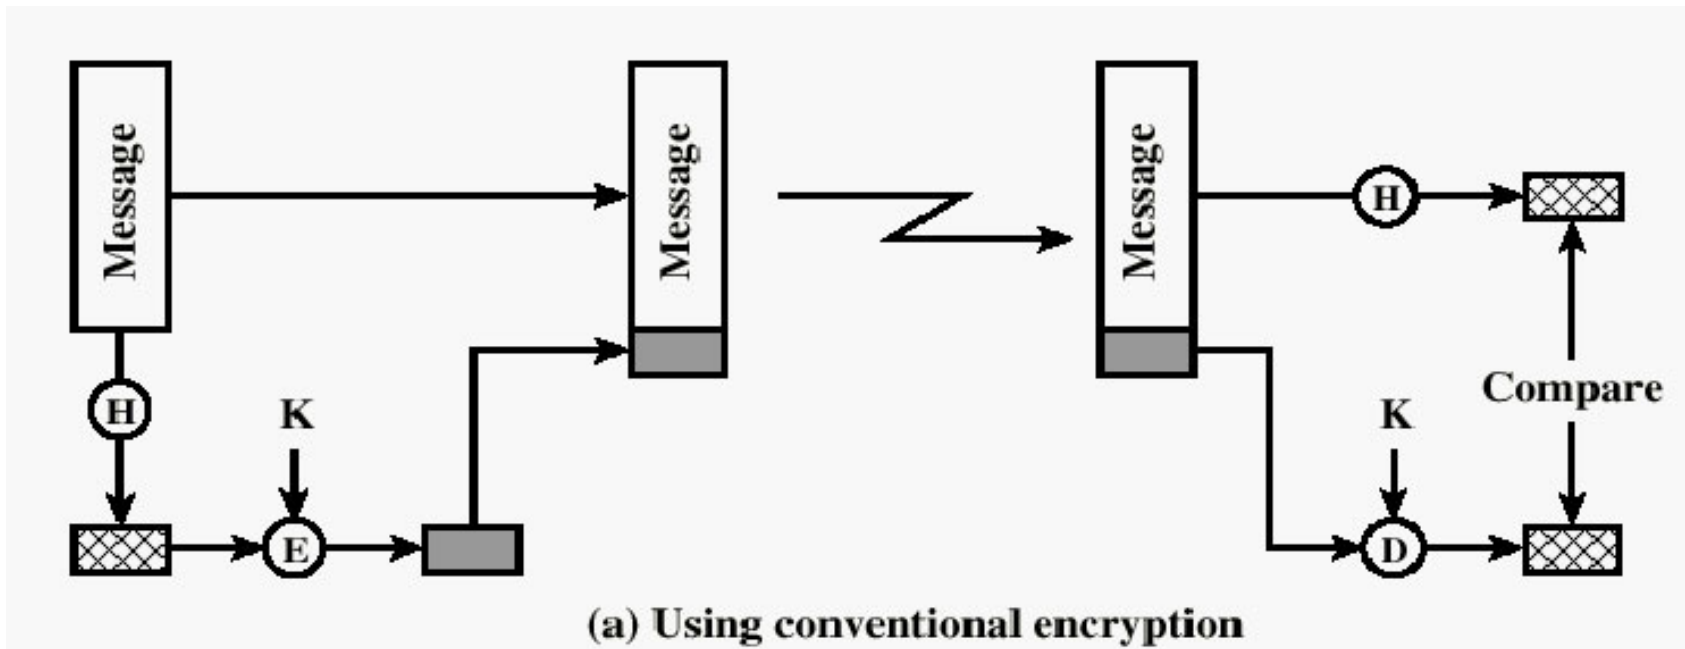 Message
Message
Message
H
H
K
E
K
D
Compare
(a) Using conventional encryption